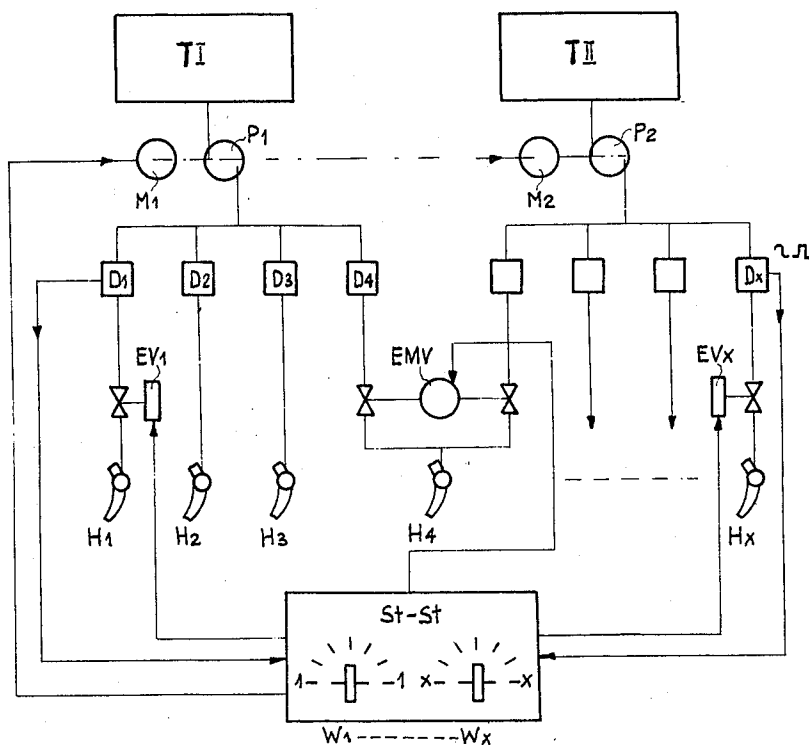 TI TII
P1 P2
M1 M2
D1 D2 D3 D4 Dx
EV1 EMV EVx
H1 H2 H3 H4 Hx
St-St
1 1 x x
W1 Wx